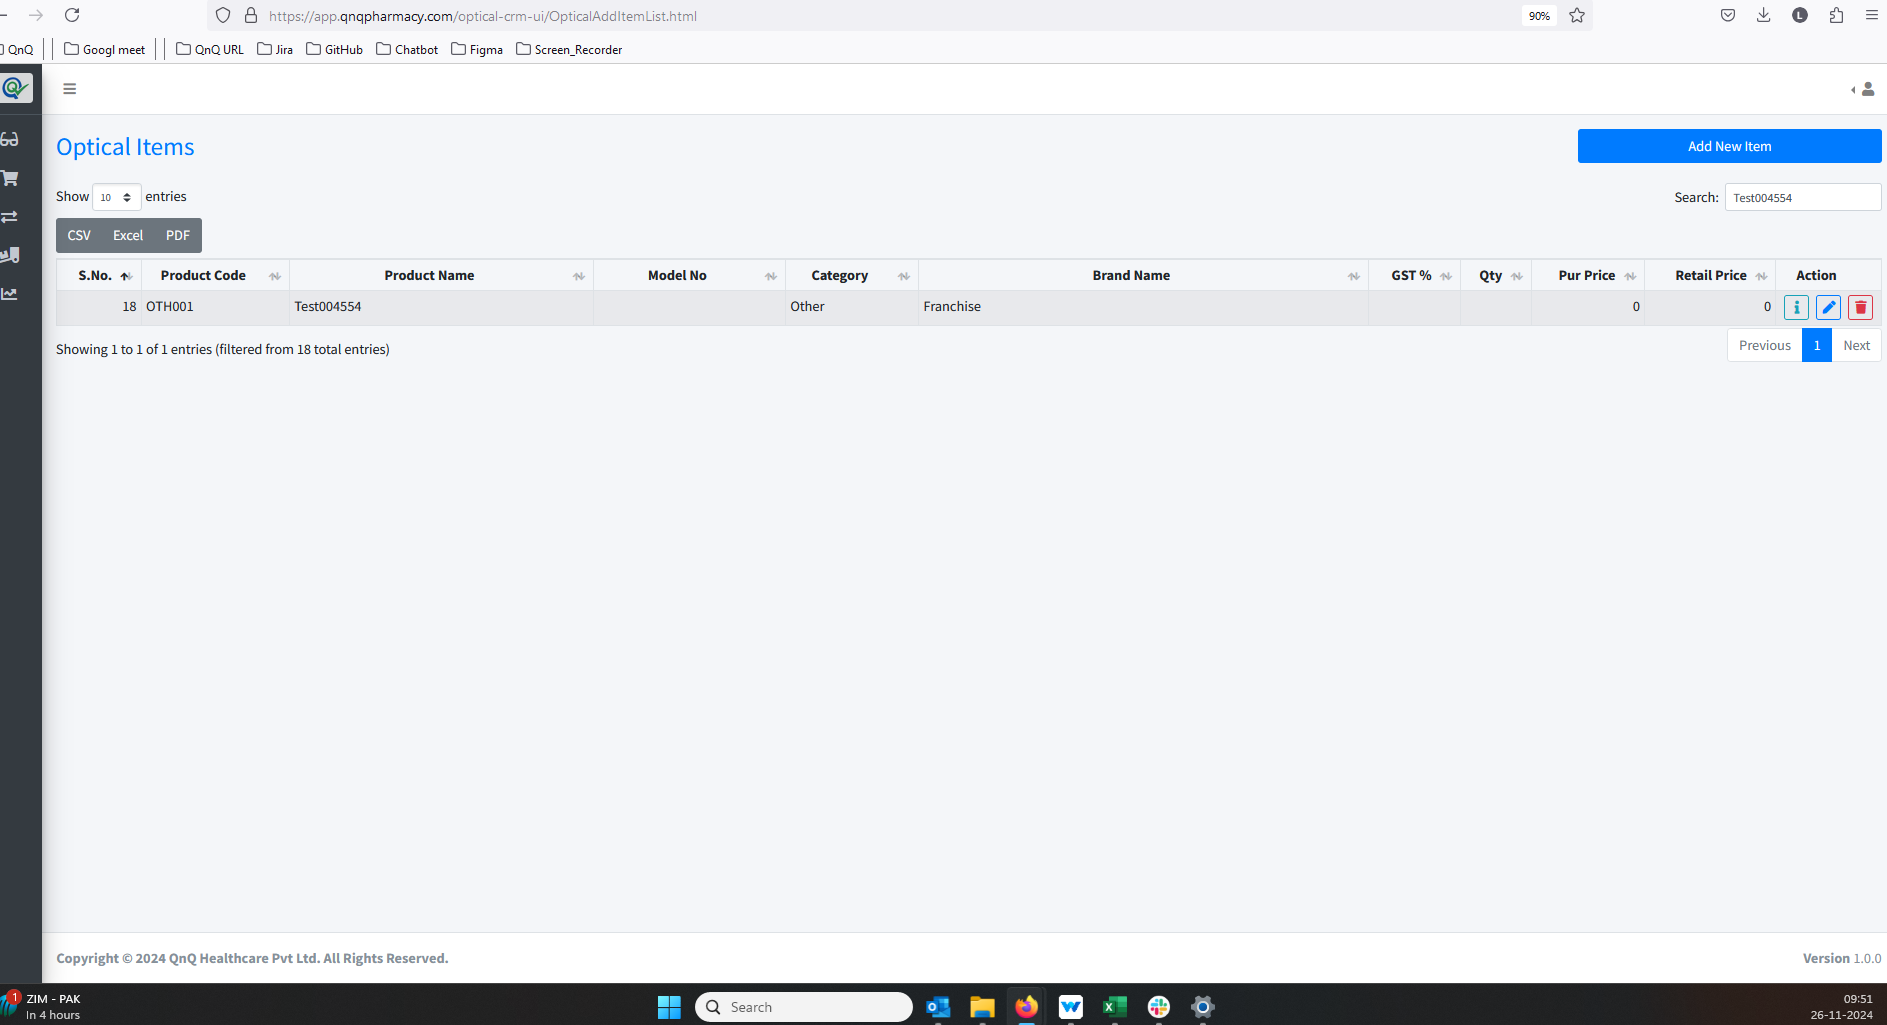 https://app.qnqpharmacy.com/optical-crm-ui/OpticalAddItemList.html 90% L
QnQ Googl meet QnQ URL Jira GitHub Chatbot Figma Screen_Recorder
Optical Items Add New Item
Show 10 entries Search: Test004554
CSV Excel PDF
S.No. Product Code Product Name Model No Category Brand Name GST % Qty Pur Price Retail Price Action
18 OTH001 Test004554 Other Franchise 0 0
Showing 1 to 1 of 1 entries (filtered from 18 total entries) Previous 1 Next
Copyright © 2024 QnQ Healthcare Pvt Ltd. All Rights Reserved. Version 1.0.0
1 ZIM - PAK Search 09:51
In 4 hours 26-11-2024